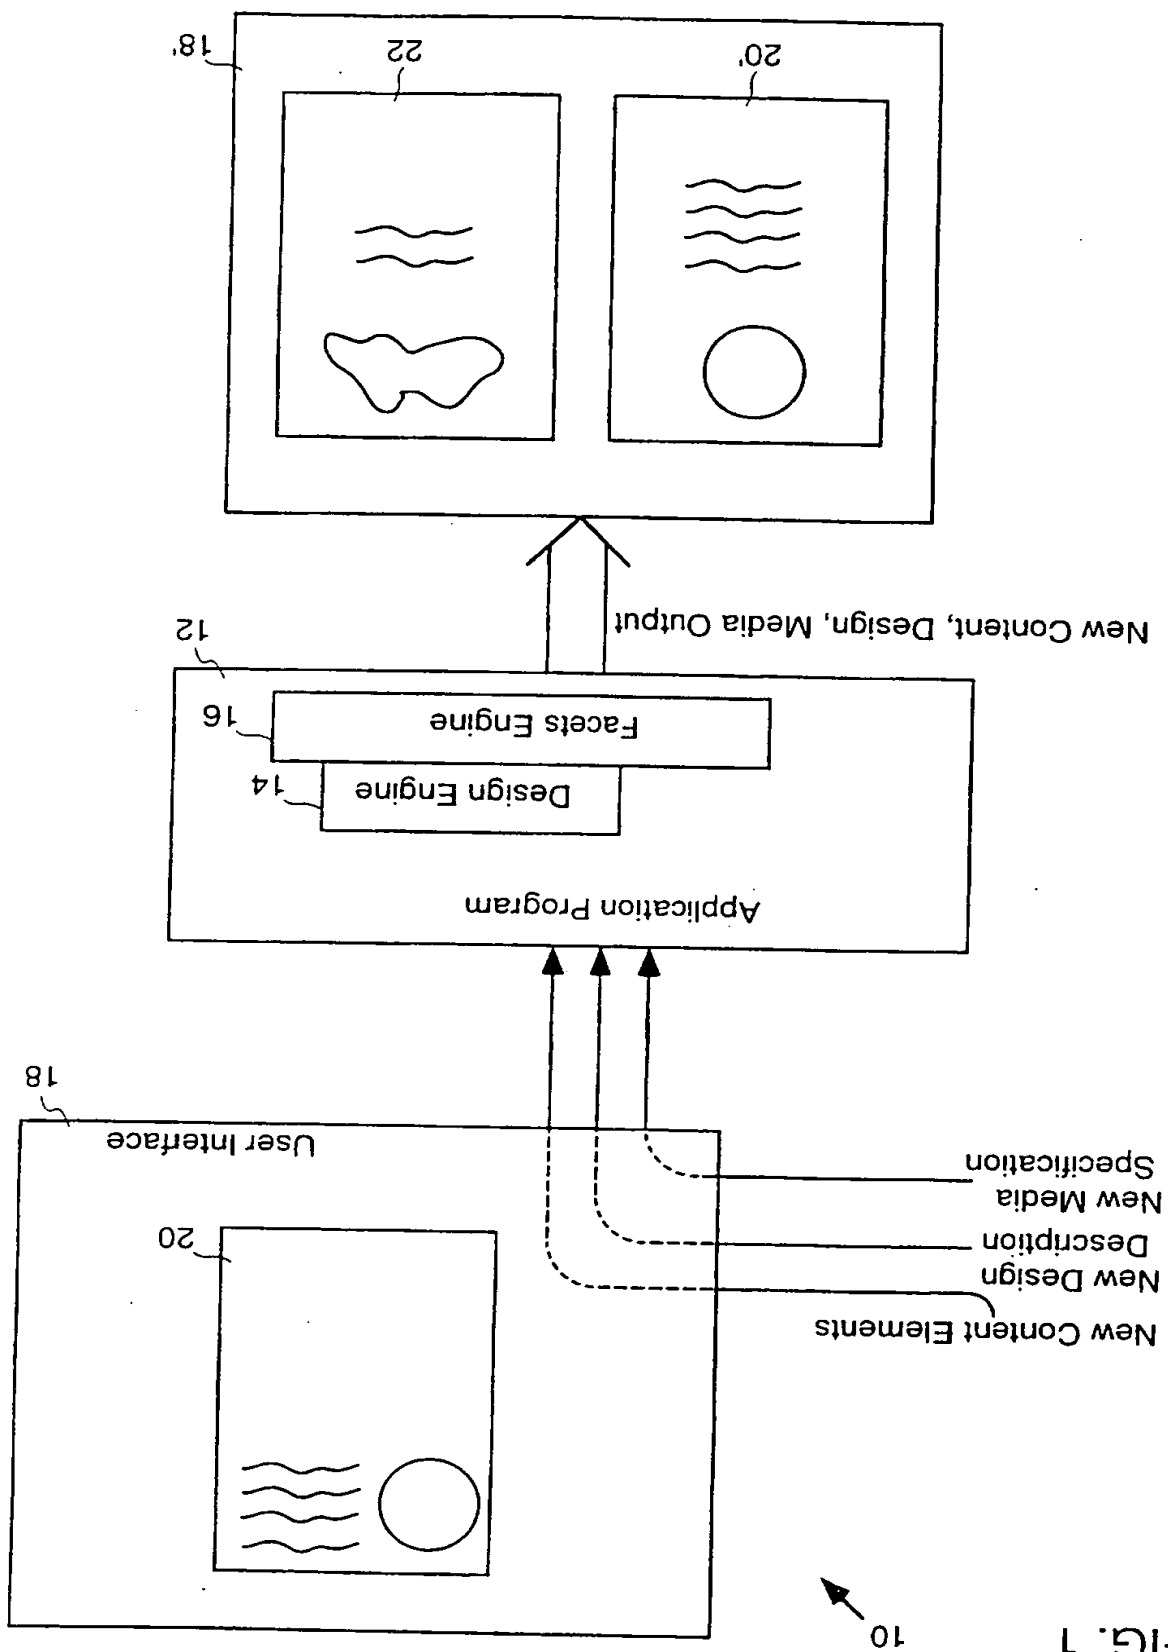 FIG. 1
10
20
New Content Elements
New Design
Description
New Media
Specification
User Interface
18
Application Program
Design Engine
14
Facets Engine
16
12
New Content, Design, Media Output
20'
22
18'